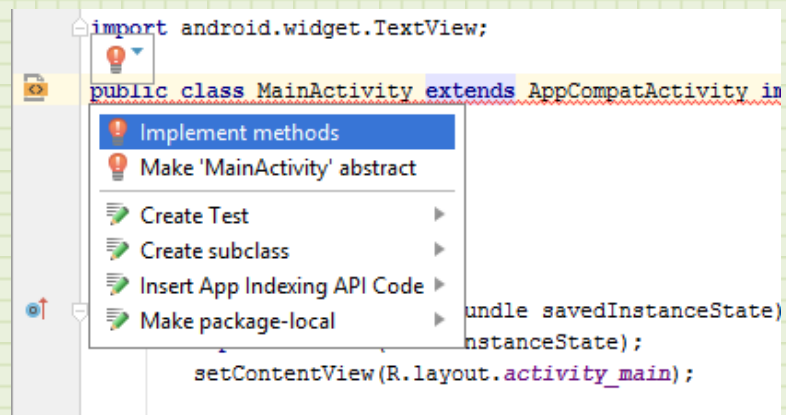 import android.widget.TextView;
public class MainActivity extends AppCompatActivity im
Implement methods
Make 'MainActivity' abstract
Create Test
Create subclass
Insert App Indexing API Code
Make package-local
undle savedInstanceState)
nstanceState);
setContentView(R.layout.activity_main);